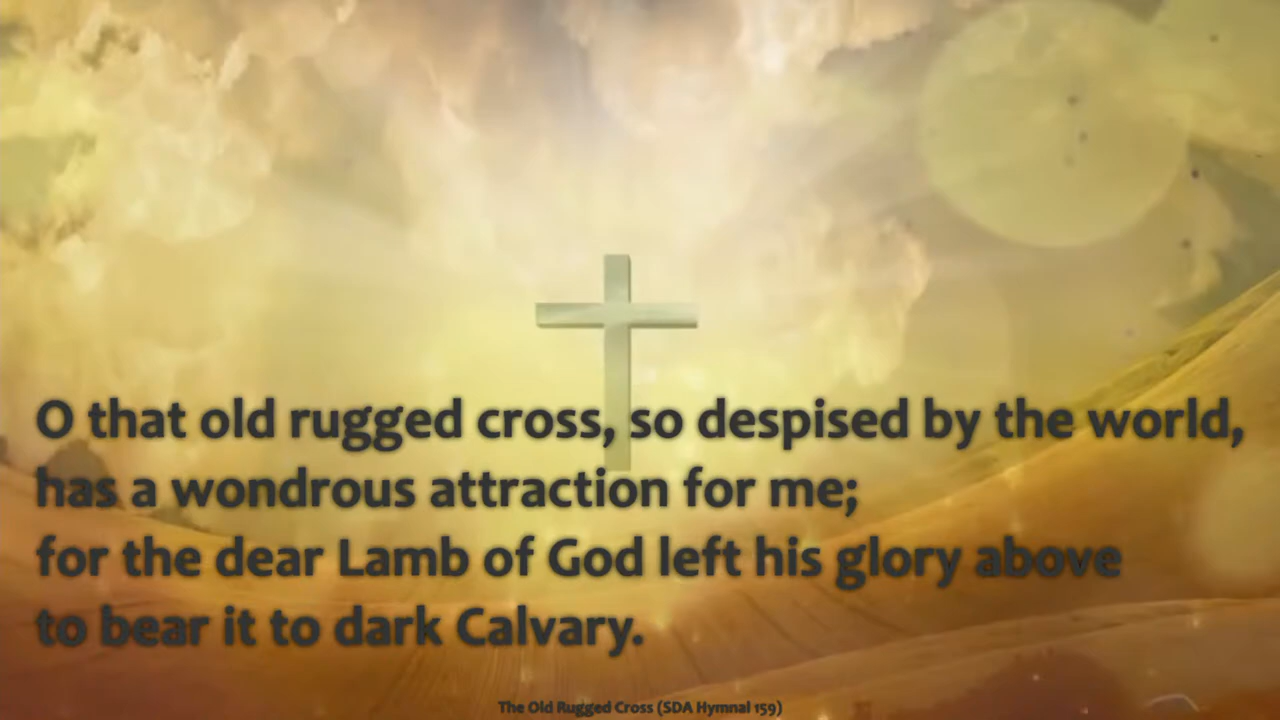 O that old rugged cross, so despised by the world,
has a wondrous attraction for me;
for the dear Lamb of God left his glory above
to bear it to dark Calvary.
The Old Rugged Cross (SDA Hymnal 159)